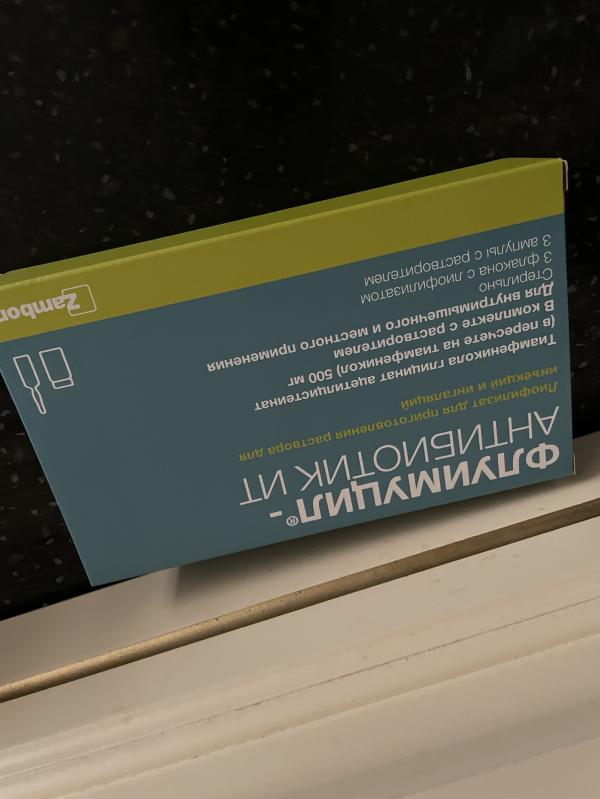 ФЛУИМУЦИЛ®-
АНТИБИОТИК ИТ
Лиофилизат для приготовления раствора для
инъекций и ингаляций
Тиамфеникола глицинат ацетилцистеинат
(в пересчете на тиамфеникол) 500 мг
В комплекте с растворителем
Для внутримышечного и местного применения
Стерильно
3 флакона с лиофилизатом
3 ампулы с растворителем
Zambon